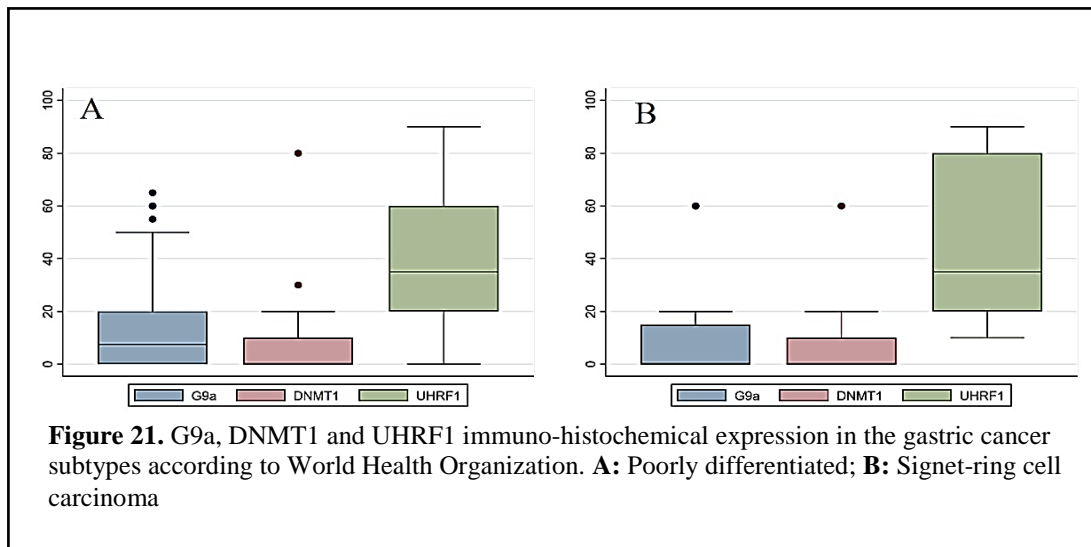 A
100
80
60
40
20
0
G9a DNMT1 UHRF1
B
100
80
60
40
20
0
G9a DNMT1 UHRF1
Figure 21. G9a, DNMT1 and UHRF1 immuno-histochemical expression in the gastric cancer
subtypes according to World Health Organization. A: Poorly differentiated; B: Signet-ring cell
carcinoma